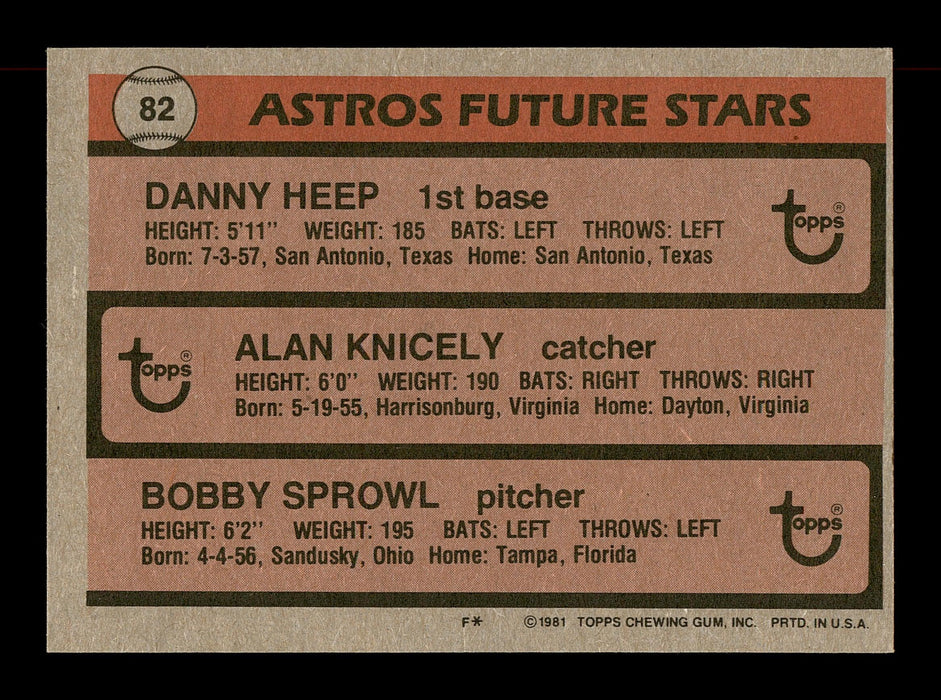 82 ASTROS FUTURE STARS
DANNY HEEP 1st base
HEIGHT: 5'11" WEIGHT: 185 BATS: LEFT THROWS: LEFT
Born: 7-3-57, San Antonio, Texas Home: San Antonio, Texas
topps®
ALAN KNICELY catcher
HEIGHT: 6'0" WEIGHT: 190 BATS: RIGHT THROWS: RIGHT
Born: 5-19-55, Harrisonburg, Virginia Home: Dayton, Virginia
topps®
BOBBY SPROWL pitcher
HEIGHT: 6'2" WEIGHT: 195 BATS: LEFT THROWS: LEFT
Born: 4-4-56, Sandusky, Ohio Home: Tampa, Florida
topps®
F* ©1981 TOPPS CHEWING GUM, INC. PRTD. IN U.S.A.